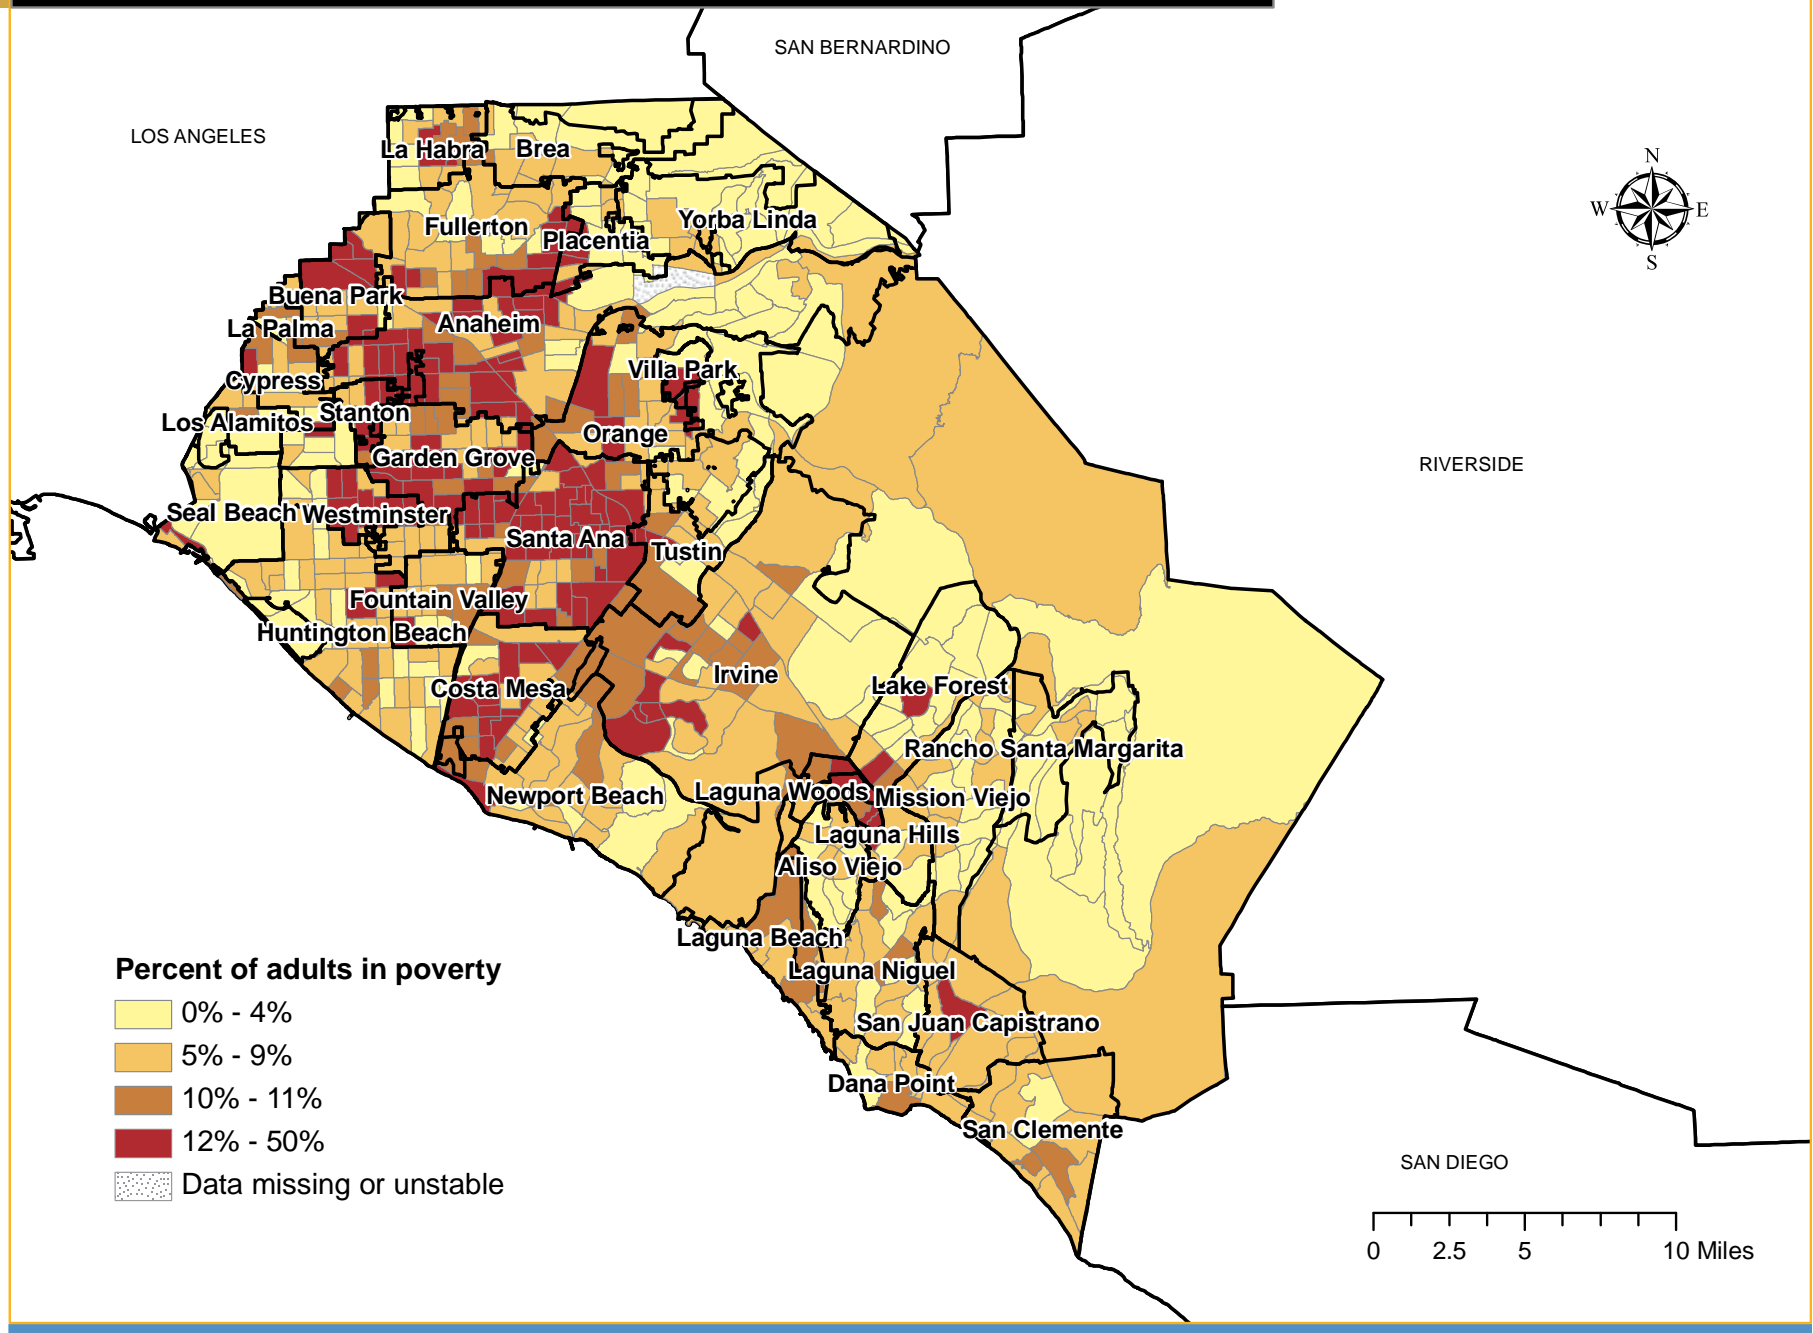 SAN BERNARDINO
LOS ANGELES
N
W E
S
La Habra
Brea
Fullerton
Placentia
Yorba Linda
Buena Park
La Palma
Anaheim
Cypress
Villa Park
Los Alamitos
Stanton
Orange
Garden Grove
RIVERSIDE
Seal Beach
Westminster
Santa Ana
Tustin
Fountain Valley
Huntington Beach
Irvine
Costa Mesa
Lake Forest
Rancho Santa Margarita
Newport Beach
Laguna Woods
Mission Viejo
Laguna Hills
Aliso Viejo
Laguna Beach
Laguna Niguel
San Juan Capistrano
Dana Point
San Clemente
SAN DIEGO
Percent of adults in poverty
0% - 4%
5% - 9%
10% - 11%
12% - 50%
Data missing or unstable
0 2.5 5 10 Miles